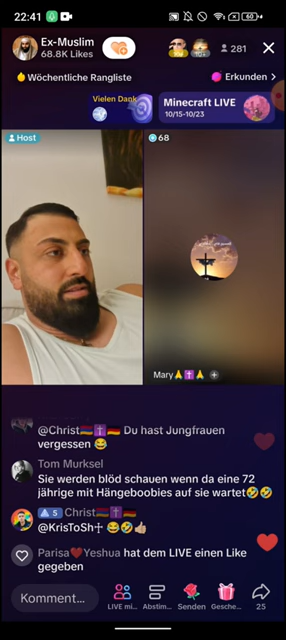 22:41
60
Ex-Muslim
68.8K Likes
281
Wöchentliche Rangliste
Erkunden >
Vielen Dank
Minecraft LIVE
10/15-10/23
Host
68
Mary🙏✝️🙏
@Christ🇦🇲✝️🇩🇪 Du hast Jungfrauen
vergessen 😂
Tom Murksel
Sie werden blöd schauen wenn da eine 72
jährige mit Hängeboobies auf sie wartet🤣🤣
5 Christ🇦🇲✝️🇩🇪
@KrisToSh☩ 😂🤣👍🏼
Parisa❤️Yeshua hat dem LIVE einen Like
gegeben
Komment...
LIVE mi...
Abstim...
Senden
Gesche...
25